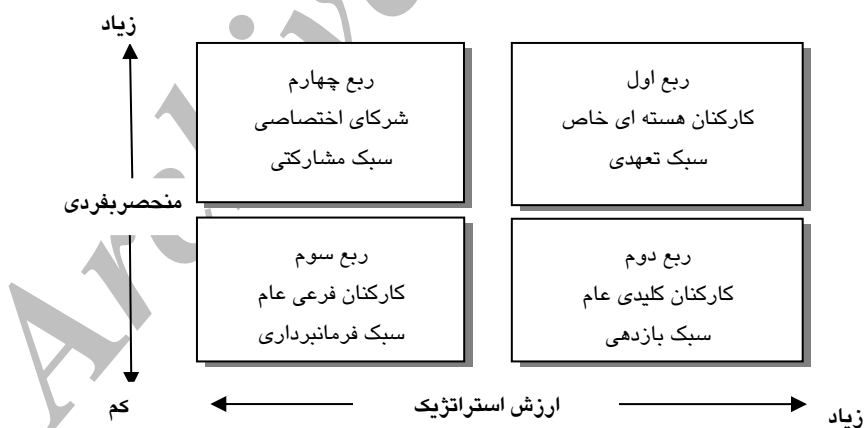 زیاد
ربع اول
کارکنان هسته ای خاص
سبک تعهدی
ربع چهارم
شرکای اختصاصی
سبک مشارکتی
منحصربفردی
ربع دوم
کارکنان کلیدی عام
سبک بازدهی
ربع سوم
کارکنان فرعی عام
سبک فرمانبرداری
زیاد
ارزش استراتژیک
کم